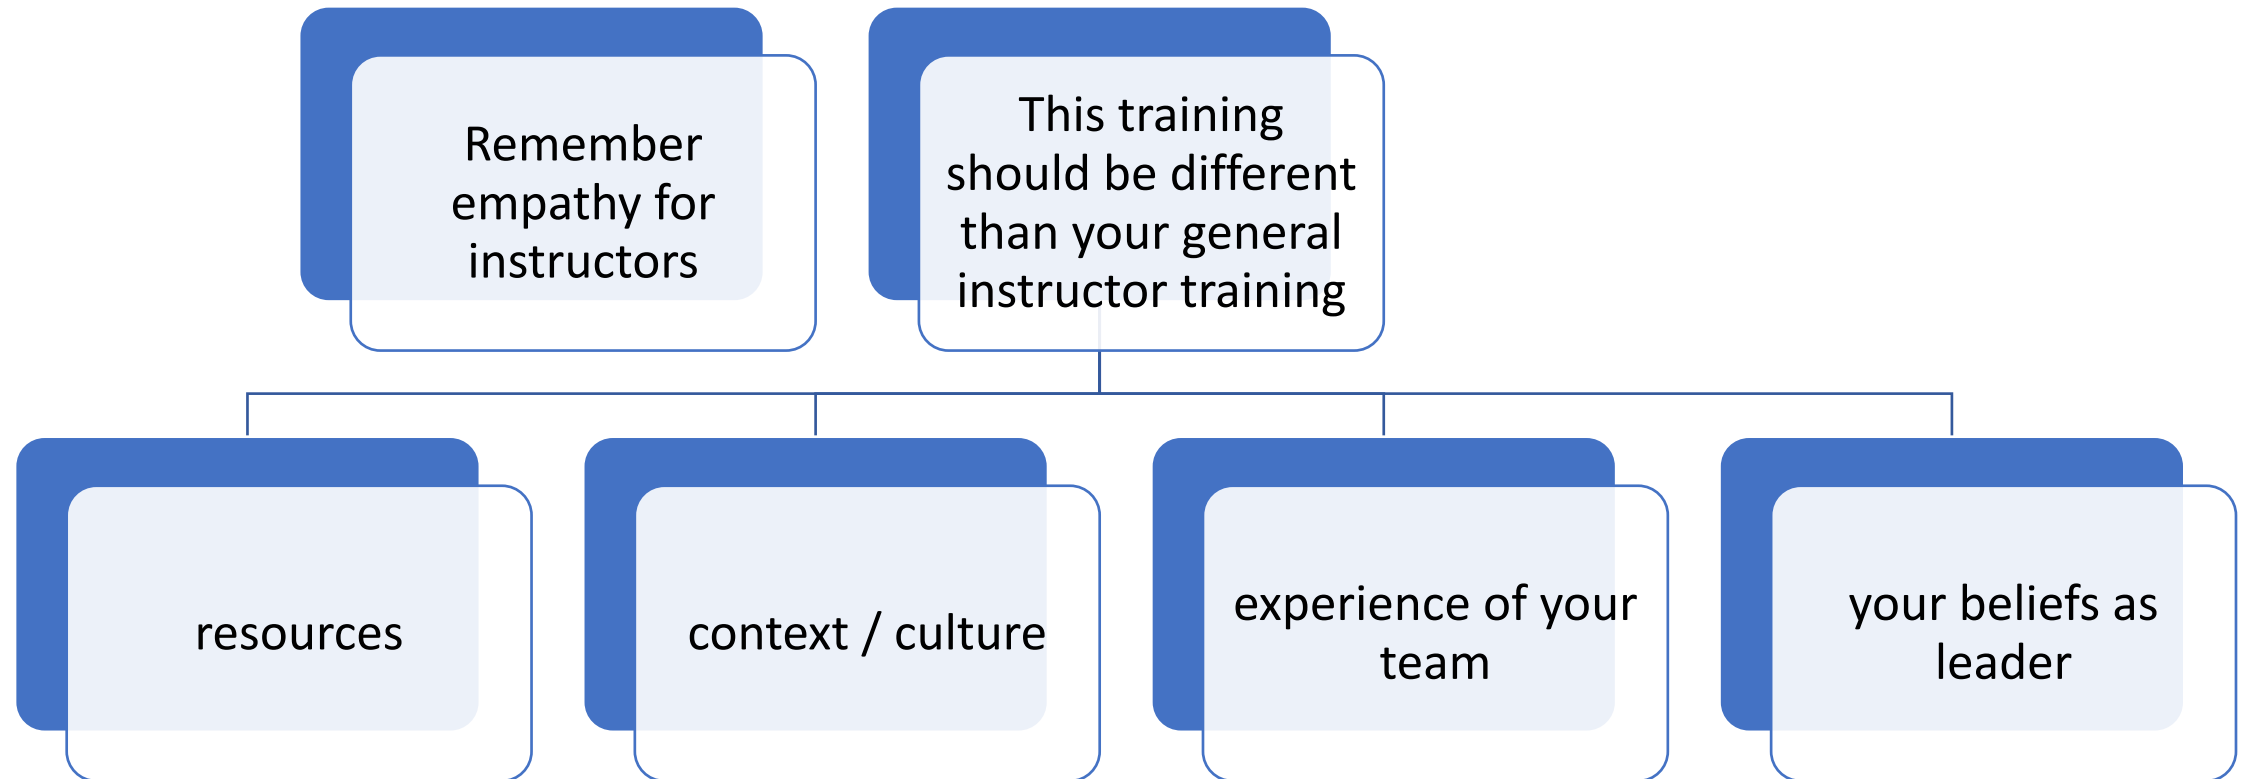 Remember
empathy for
instructors
This training
should be different
than your general
instructor training
resources
context / culture
experience of your
team
your beliefs as
leader